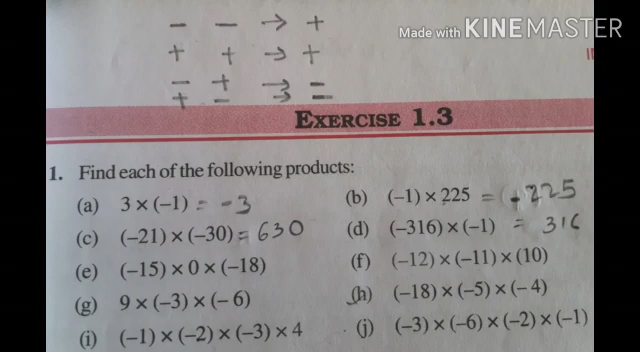 Made with KINEMASTER
− − → +
+ + → +
− + → −
+ − → −
EXERCISE 1.3
1. Find each of the following products:
(a) 3 × (−1) = -3
(b) (−1) × 225 = -225
(c) (−21) × (−30) = 630
(d) (−316) × (−1) = 316
(e) (−15) × 0 × (−18)
(f) (−12) × (−11) × (10)
(g) 9 × (−3) × (− 6)
(h) (−18) × (−5) × (− 4)
(i) (−1) × (−2) × (−3) × 4
(j) (−3) × (−6) × (−2) × (−1)